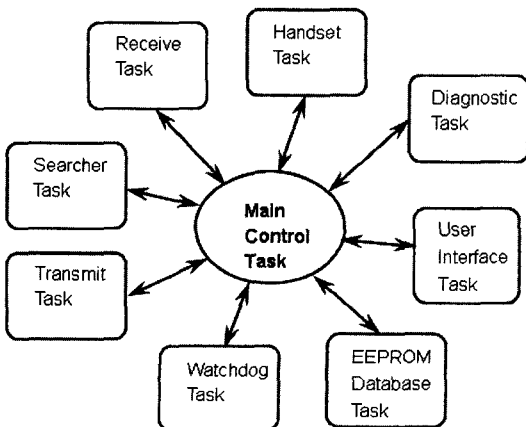 Receive
Task
Handset
Task
Diagnostic
Task
Searcher
Task
Main
Control
Task
User
Interface
Task
Transmit
Task
Watchdog
Task
EEPROM
Database
Task